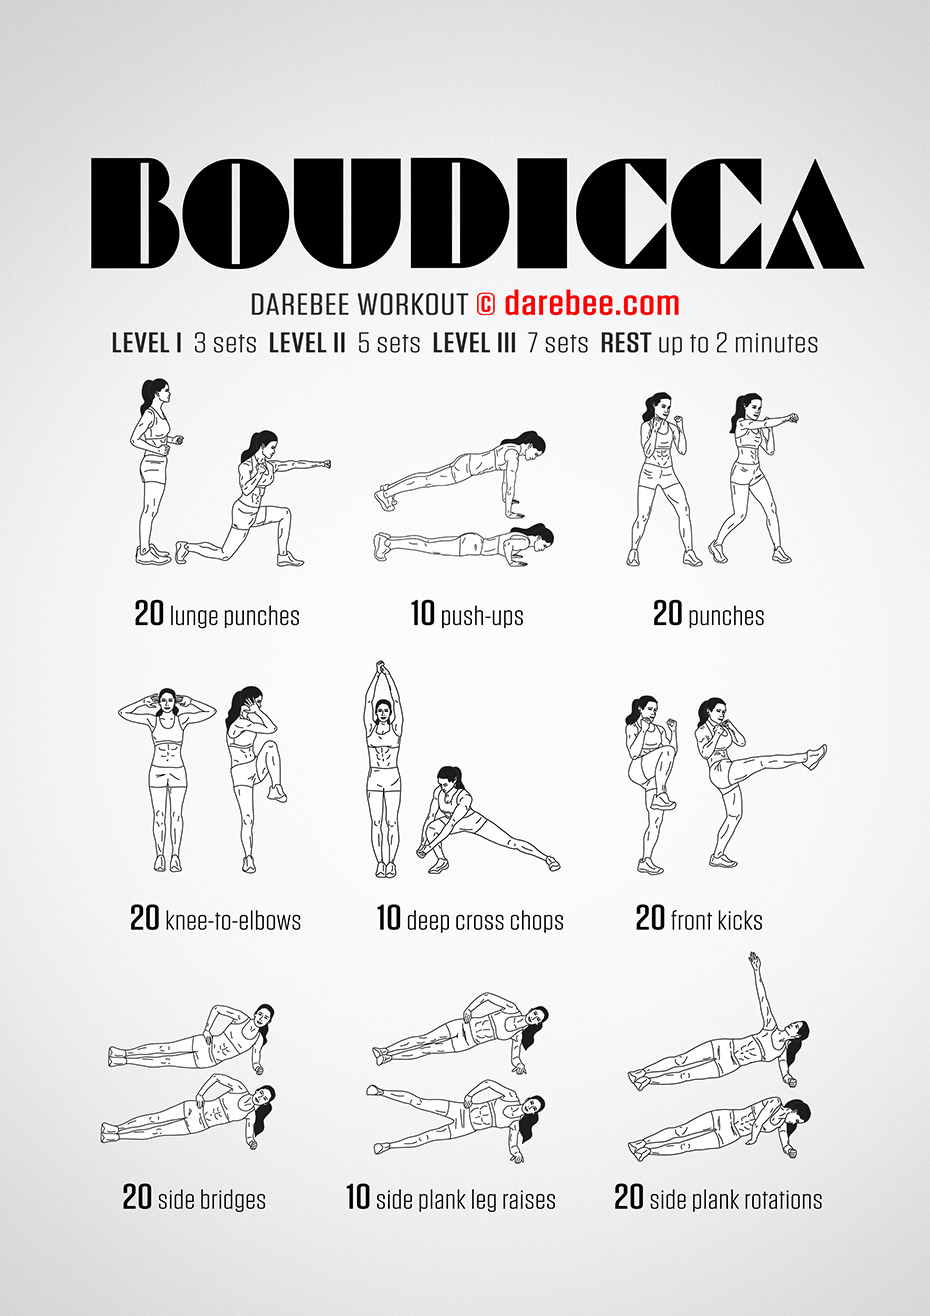 BOUDICCA
DAREBEE WORKOUT © darebee.com
LEVEL I 3 sets LEVEL II 5 sets LEVEL III 7 sets REST up to 2 minutes
20 lunge punches
10 push-ups
20 punches
20 knee-to-elbows
10 deep cross chops
20 front kicks
20 side bridges
10 side plank leg raises
20 side plank rotations